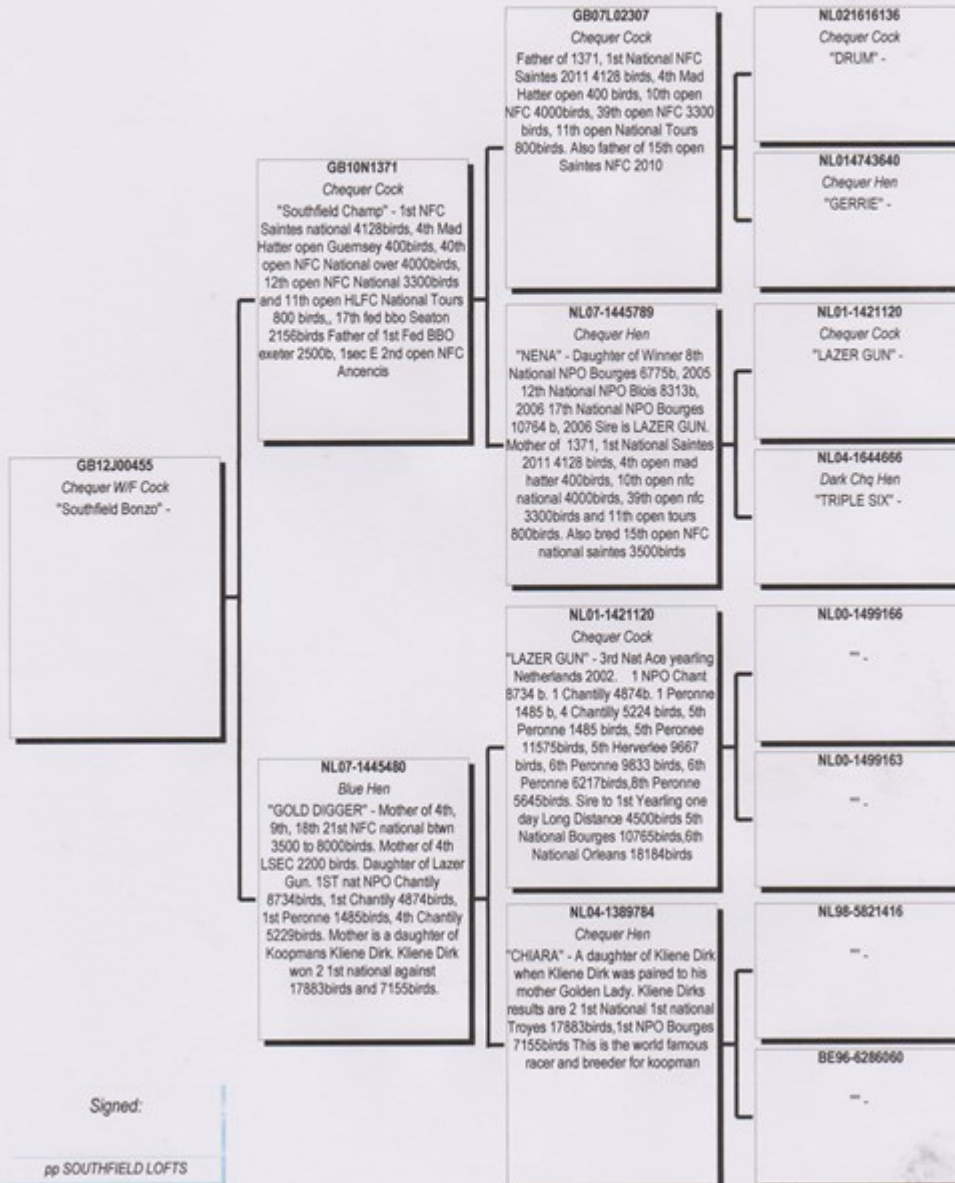 GB12J00455
Chequer W/F Cock
"Southfield Bonzo" -
Signed:
pp SOUTHFIELD LOFTS
GB10N1371
Chequer Cock
"Southfield Champ" - 1st NFC
Saintes national 4128birds, 4th Mad
Hatter open Guernsey 400birds, 40th
open NFC National over 4000birds,
12th open NFC National 3300birds
and 11th open HLFC National Tours
800 birds,, 17th fed bbo Seaton
2156birds Father of 1st Fed BBO
exeter 2500b, 1sec E 2nd open NFC
Ancencis
NL07-1445480
Blue Hen
"GOLD DIGGER" - Mother of 4th,
9th, 18th 21st NFC national btwn
3500 to 8000birds. Mother of 4th
LSEC 2200 birds. Daughter of Lazer
Gun. 1ST nat NPO Chantily
8734birds, 1st Chantily 4874birds,
1st Peronne 1485birds, 4th Chantily
5229birds. Mother is a daughter of
Koopmans Kliene Dirk. Kliene Dirk
won 2 1st national against
17883birds and 7155birds.
GB07L02307
Chequer Cock
Father of 1371, 1st National NFC
Saintes 2011 4128 birds, 4th Mad
Hatter open 400 birds, 10th open
NFC 4000birds, 39th open NFC 3300
birds, 11th open National Tours
800birds. Also father of 15th open
Saintes NFC 2010
NL07-1445789
Chequer Hen
"NENA" - Daughter of Winner 8th
National NPO Bourges 6775b, 2005
12th National NPO Blois 8313b,
2006 17th National NPO Bourges
10764 b, 2006 Sire is LAZER GUN.
Mother of 1371, 1st National Saintes
2011 4128 birds, 4th open mad
hatter 400birds, 10th open nfc
national 4000birds, 39th open nfc
3300birds and 11th open tours
800birds. Also bred 15th open NFC
national saintes 3500birds
NL01-1421120
Chequer Cock
"LAZER GUN" - 3rd Nat Ace yearling
Netherlands 2002. 1 NPO Chant
8734 b. 1 Chantilly 4874b. 1 Peronne
1485 b, 4 Chantilly 5224 birds, 5th
Peronne 1485 birds, 5th Peronee
11575birds, 5th Herverlee 9667
birds, 6th Peronne 9833 birds, 6th
Peronne 6217birds,8th Peronne
5645birds. Sire to 1st Yearling one
day Long Distance 4500birds 5th
National Bourges 10765birds,6th
National Orleans 18184birds
NL04-1389784
Chequer Hen
"CHIARA" - A daughter of Kliene Dirk
when Kliene Dirk was paired to his
mother Golden Lady. Kliene Dirks
results are 2 1st National 1st national
Troyes 17883birds,1st NPO Bourges
7155birds This is the world famous
racer and breeder for koopman
NL021616136
Chequer Cock
"DRUM" -
NL014743640
Chequer Hen
"GERRIE" -
NL01-1421120
Chequer Cock
"LAZER GUN" -
NL04-1644666
Dark Chq Hen
"TRIPLE SIX" -
NL00-1499166
"" -
NL00-1499163
"" -
NL98-5821416
"" -
BE96-6286060
"" -